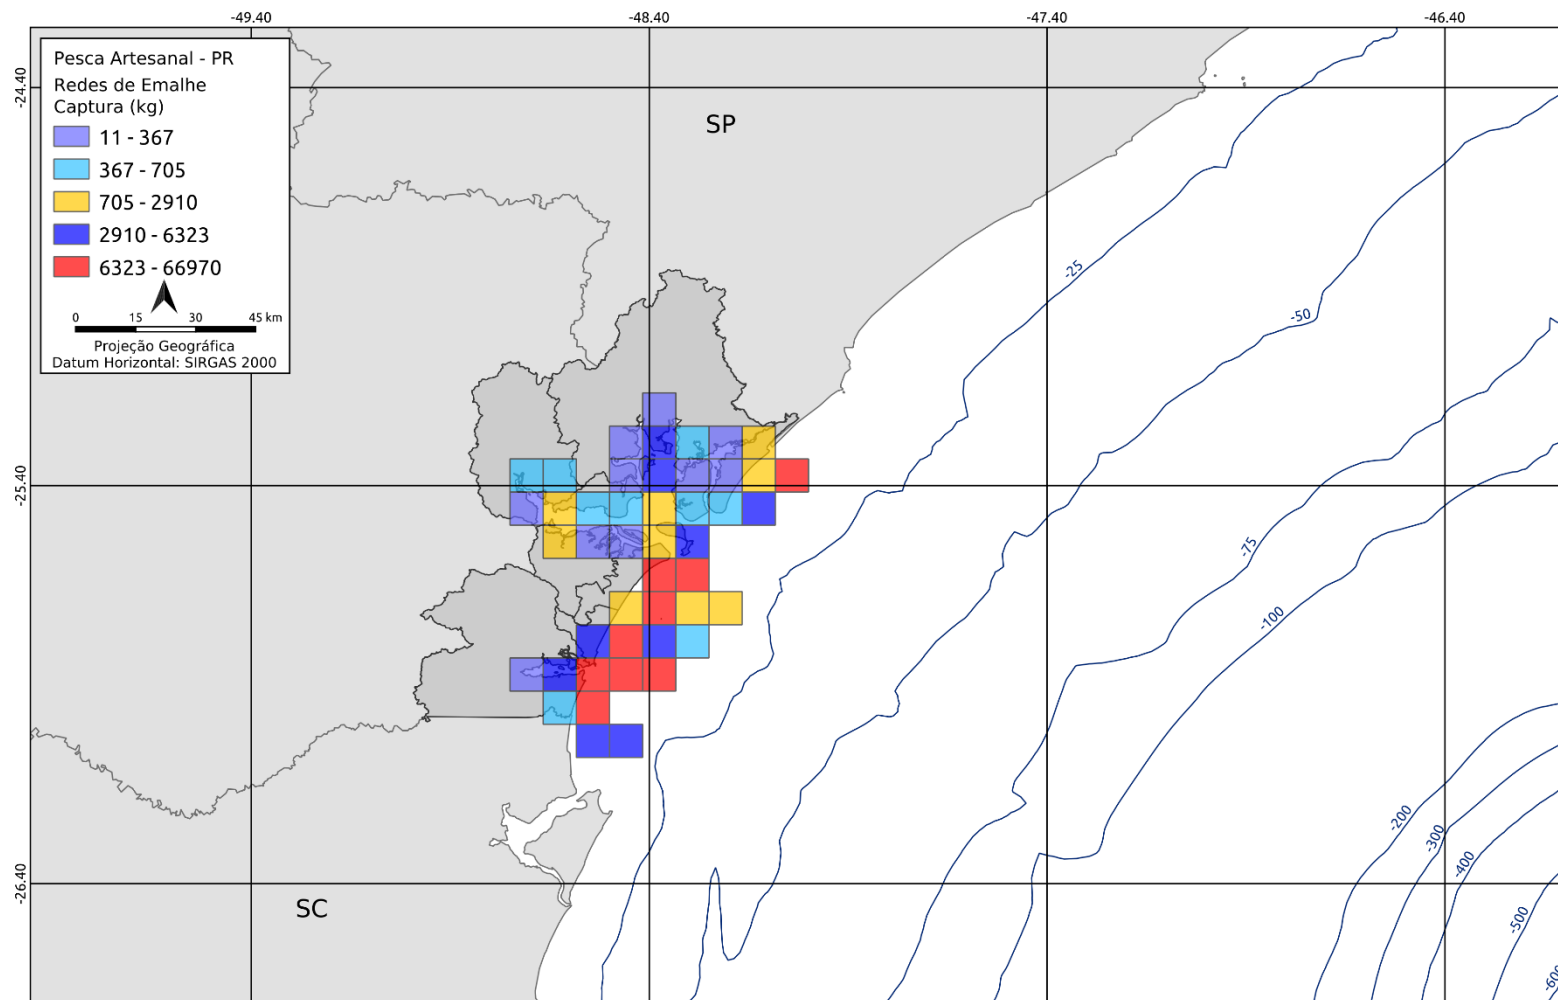 -49.40 -48.40 -47.40 -46.40
Pesca Artesanal - PR
Redes de Emalhe
Captura (kg)
11 - 367
367 - 705
705 - 2910
2910 - 6323
6323 - 66970
0 15 30 45 km
Projeção Geográfica
Datum Horizontal: SIRGAS 2000
-24.40
SP
-25
-50
-25.40
-75
-100
-200
-300
-400
-26.40
SC
-500
-600